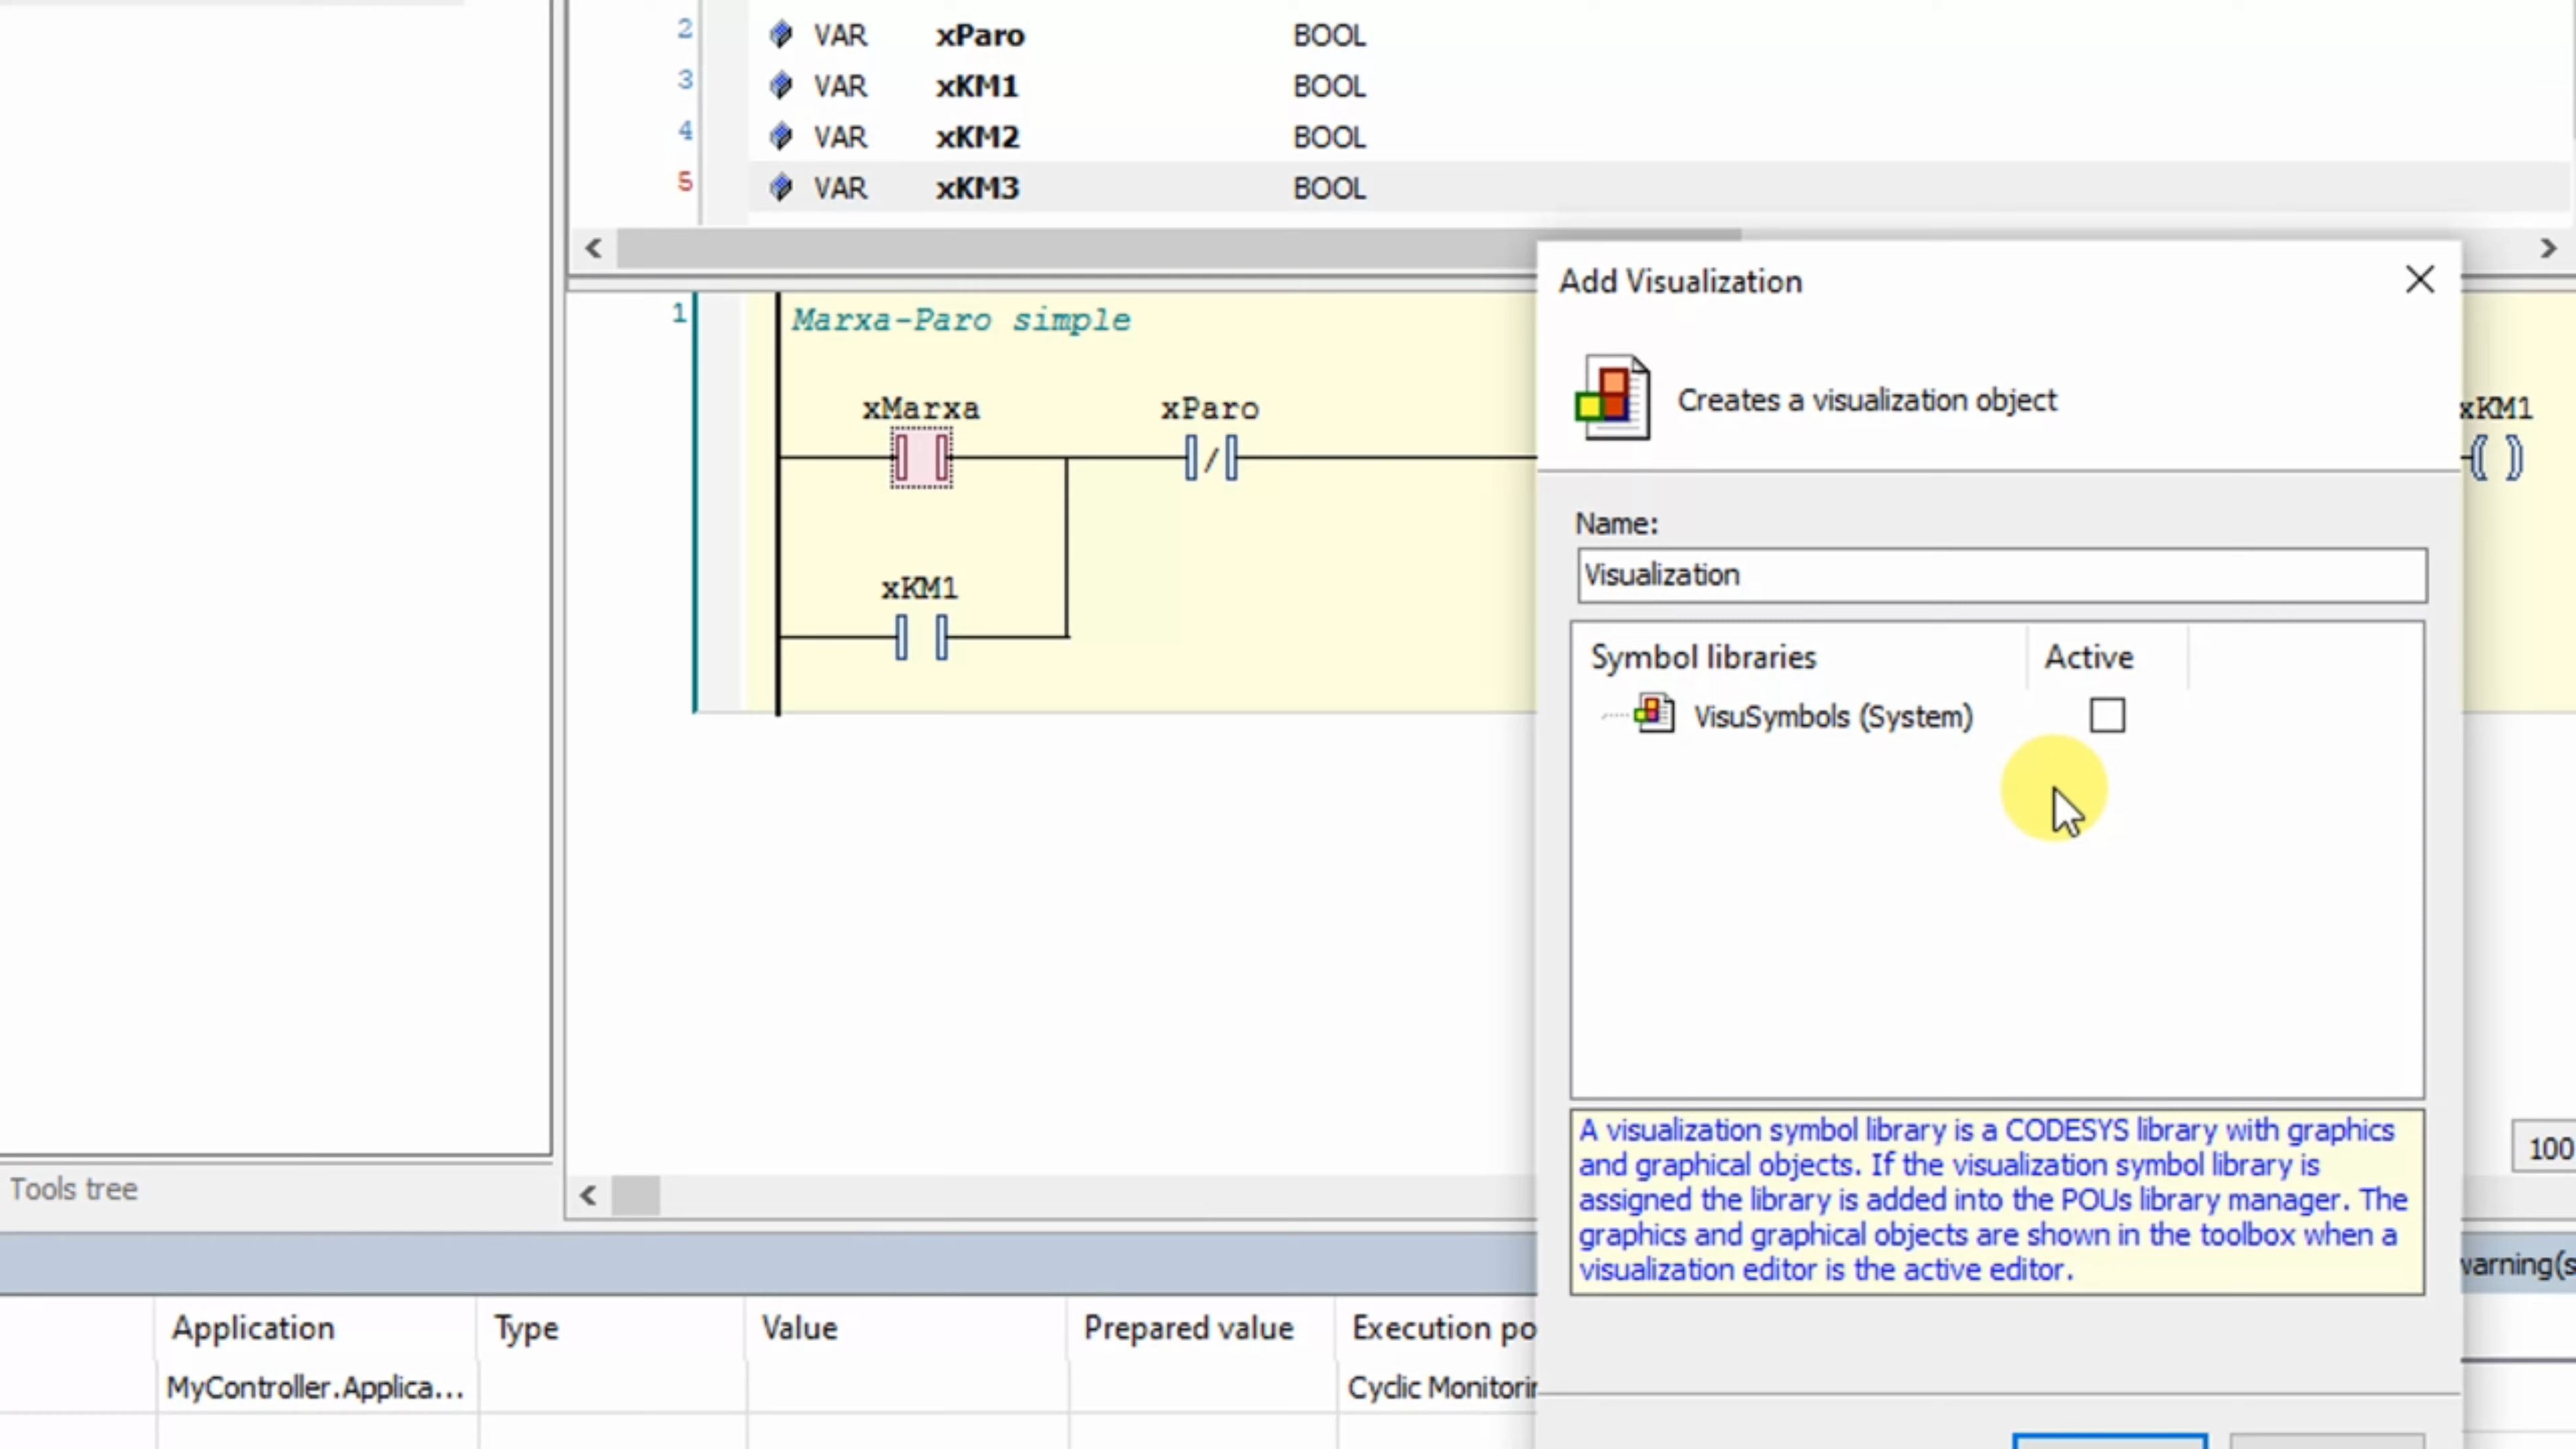 2 VAR xParo BOOL
3 VAR xKM1 BOOL
4 VAR xKM2 BOOL
5 VAR xKM3 BOOL
1 Marxa-Paro simple
xMarxa xParo xKM1
xKM1
Add Visualization
Creates a visualization object
Name:
Visualization
Symbol libraries Active
VisuSymbols (System)
A visualization symbol library is a CODESYS library with graphics
and graphical objects. If the visualization symbol library is
assigned the library is added into the POUs library manager. The
graphics and graphical objects are shown in the toolbox when a
visualization editor is the active editor.
100
Tools tree
warning(s
Application Type Value Prepared value Execution po
MyController.Applica... Cyclic Monitorin